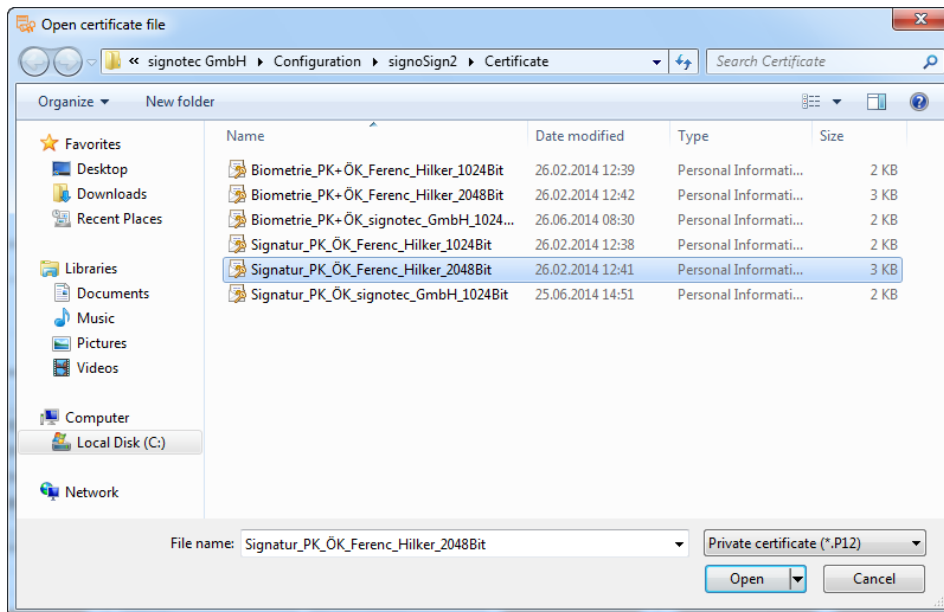 Open certificate file
« signotec GmbH ▸ Configuration ▸ signoSign2 ▸ Certificate
Search Certificate
Organize ▼ New folder
Name Date modified Type Size
Favorites
Desktop
Downloads
Recent Places
Libraries
Documents
Music
Pictures
Videos
Computer
Local Disk (C:)
Network
Biometrie_PK+ÖK_Ferenc_Hilker_1024Bit 26.02.2014 12:39 Personal Informati... 2 KB
Biometrie_PK+ÖK_Ferenc_Hilker_2048Bit 26.02.2014 12:42 Personal Informati... 3 KB
Biometrie_PK+ÖK_signotec_GmbH_1024... 26.06.2014 08:30 Personal Informati... 2 KB
Signatur_PK_ÖK_Ferenc_Hilker_1024Bit 26.02.2014 12:38 Personal Informati... 2 KB
Signatur_PK_ÖK_Ferenc_Hilker_2048Bit 26.02.2014 12:41 Personal Informati... 3 KB
Signatur_PK_ÖK_signotec_GmbH_1024Bit 25.06.2014 14:51 Personal Informati... 2 KB
File name: Signatur_PK_ÖK_Ferenc_Hilker_2048Bit Private certificate (*.P12)
Open Cancel